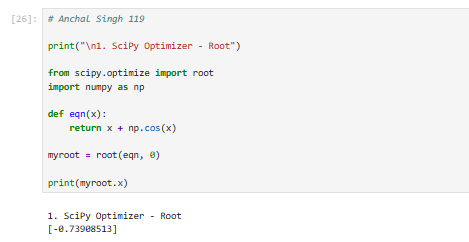 [26]: # Anchal Singh 119
print("\n1. SciPy Optimizer - Root")
from scipy.optimize import root
import numpy as np
def eqn(x):
    return x + np.cos(x)
myroot = root(eqn, 0)
print(myroot.x)
1. SciPy Optimizer - Root
[-0.73908513]